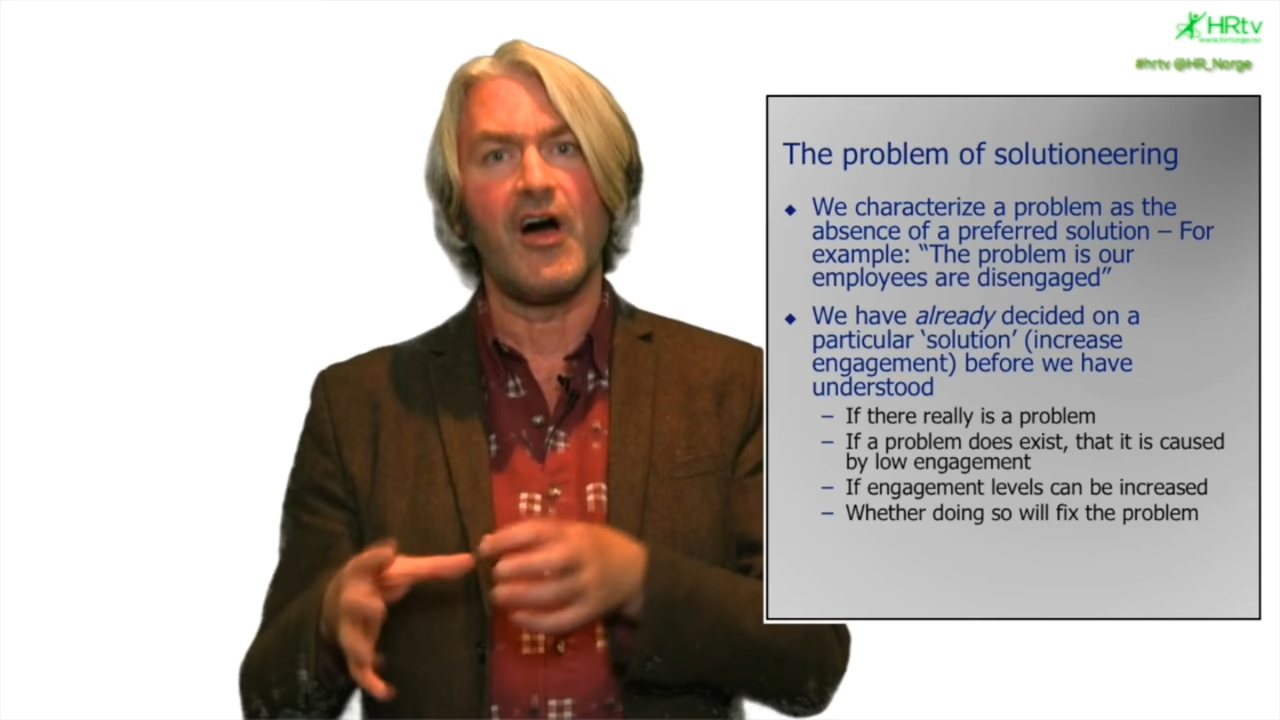 HRtv
www.hrnorge.no
#hrtv @HR_Norge
The problem of solutioneering
◆ We characterize a problem as the
absence of a preferred solution – For
example: “The problem is our
employees are disengaged”
◆ We have already decided on a
particular ‘solution’ (increase
engagement) before we have
understood
– If there really is a problem
– If a problem does exist, that it is caused
by low engagement
– If engagement levels can be increased
– Whether doing so will fix the problem